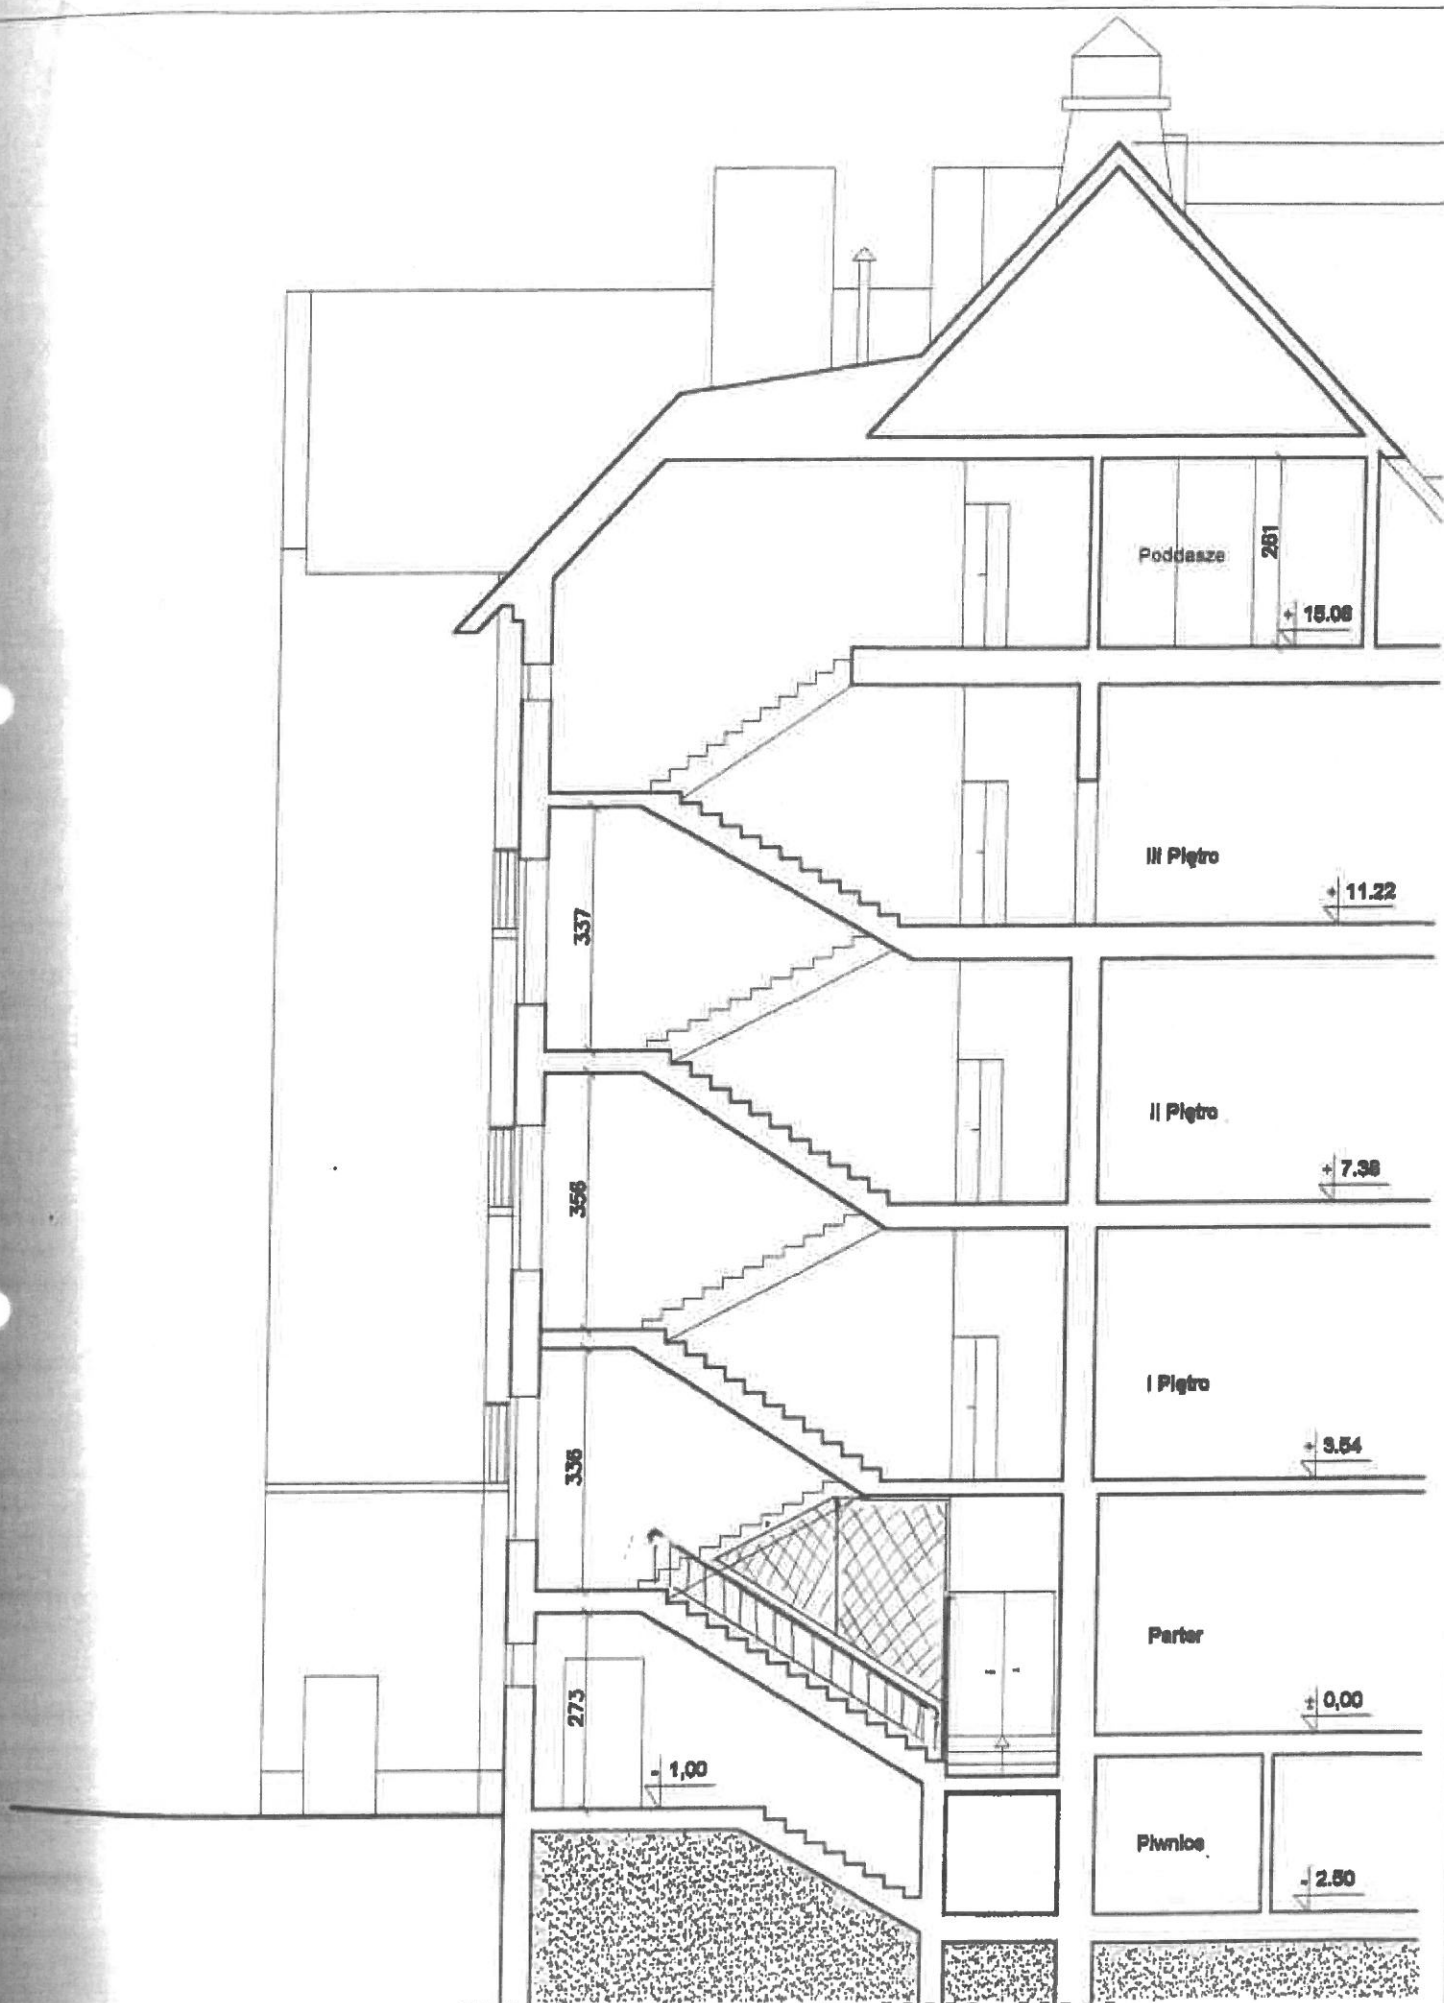 Poddasze
261
+ 15.06
III Piętro
+ 11.22
337
II Piętro
+ 7.38
356
I Piętro
+ 3.54
336
Parter
± 0,00
273
- 1,00
Piwnice
- 2.50